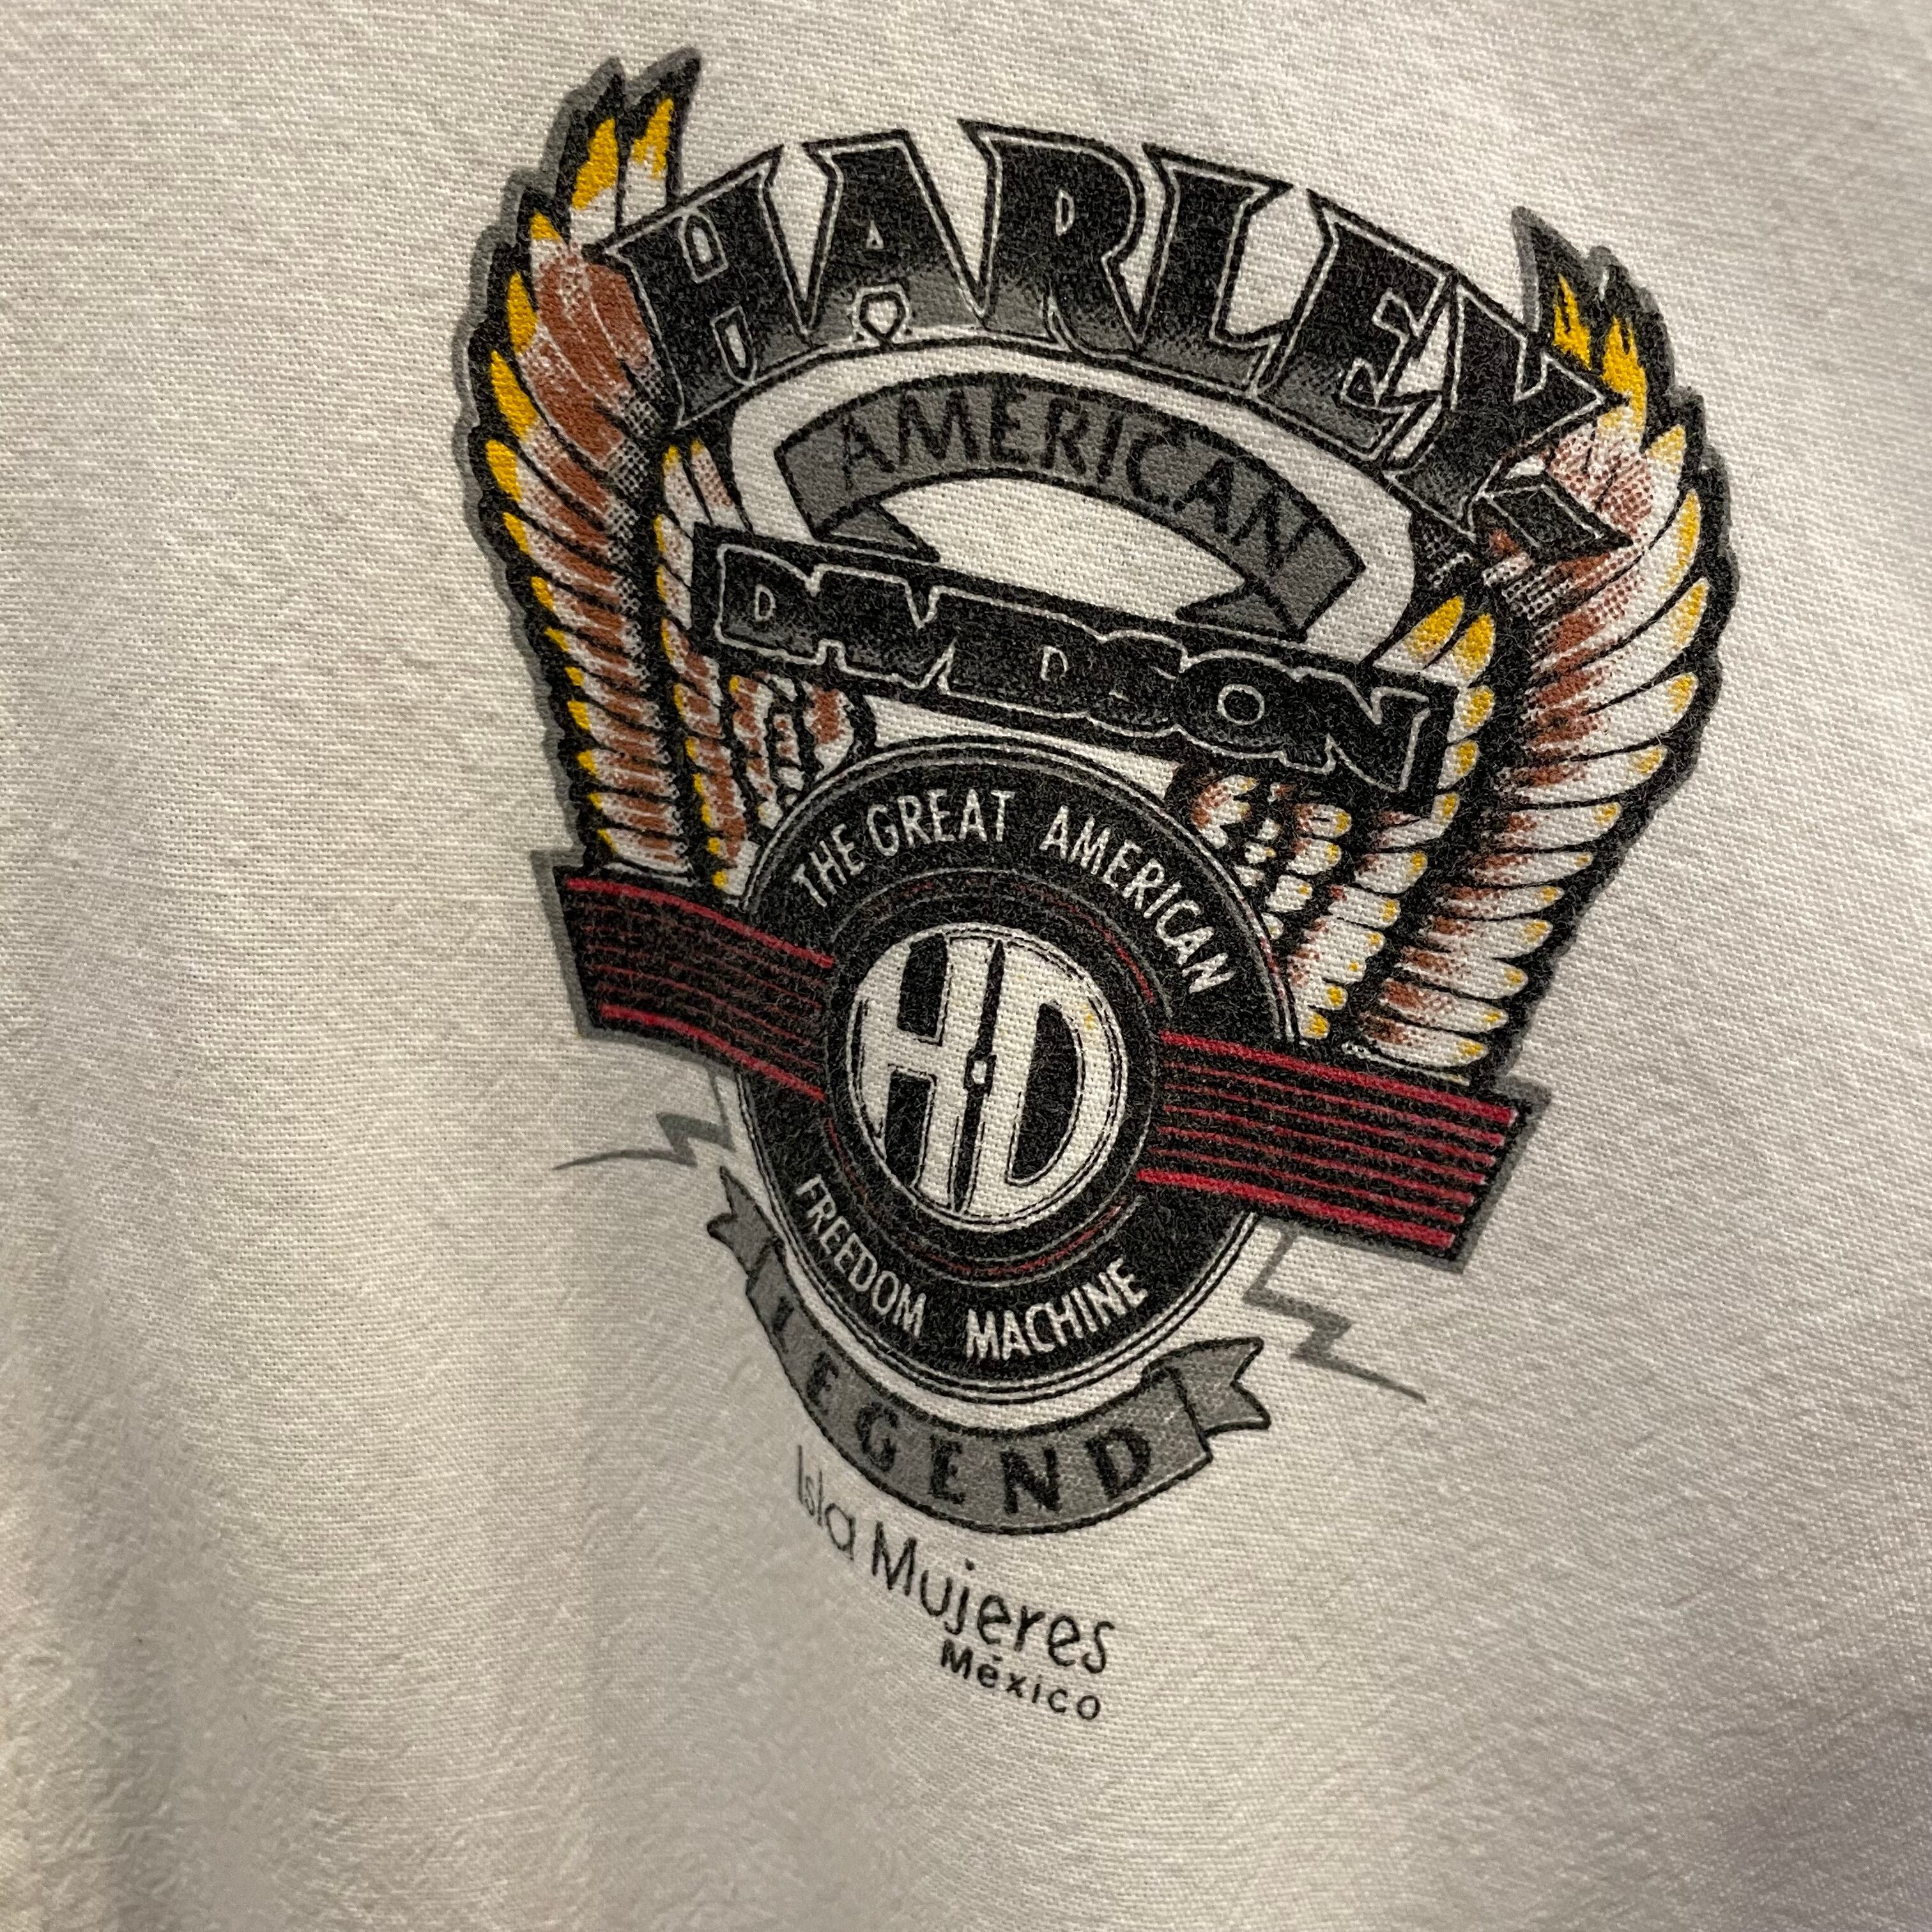 HARLEY
AMERICAN
DAVIDSON
THE GREAT AMERICAN
HD
FREEDOM MACHINE
LEGEND
Isla Mujeres
México